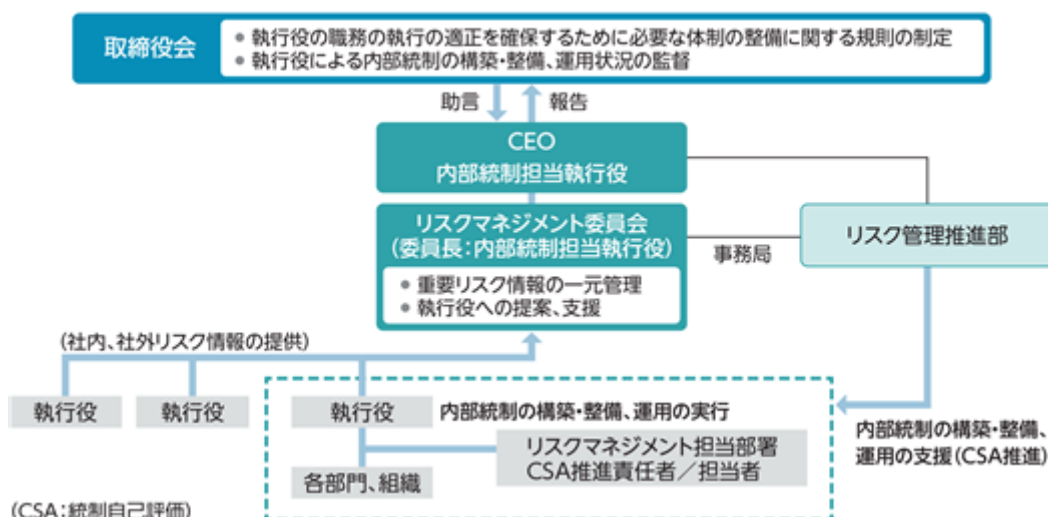 取締役会
● 執行役の職務の執行の適正を確保するために必要な体制の整備に関する規則の制定
● 執行役による内部統制の構築・整備、運用状況の監督
助言
報告
CEO
内部統制担当執行役
リスクマネジメント委員会
(委員長:内部統制担当執行役)
● 重要リスク情報の一元管理
● 執行役への提案、支援
事務局
リスク管理推進部
(社内、社外リスク情報の提供)
執行役
執行役
執行役
内部統制の構築・整備、運用の実行
リスクマネジメント担当部署
CSA推進責任者/担当者
各部門、組織
内部統制の構築・整備、
運用の支援(CSA推進)
(CSA:統制自己評価)